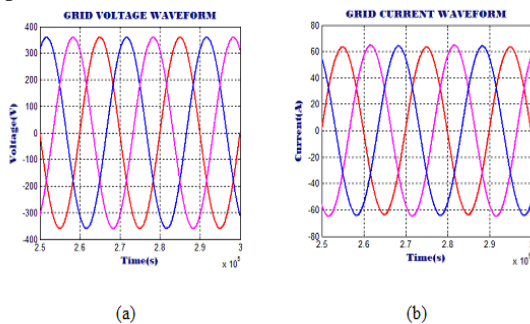 GRID VOLTAGE WAVEFORM
Voltage(V)
400
300
200
100
0
-100
-200
-300
-400
2.5 2.6 2.7 2.8 2.9 3
Time(s)
x 10
(a)
GRID CURRENT WAVEFORM
Current(A)
80
60
40
20
0
-20
-40
-60
-80
2.5 2.6 2.7 2.8 2.9
Time(s)
x 10
(b)